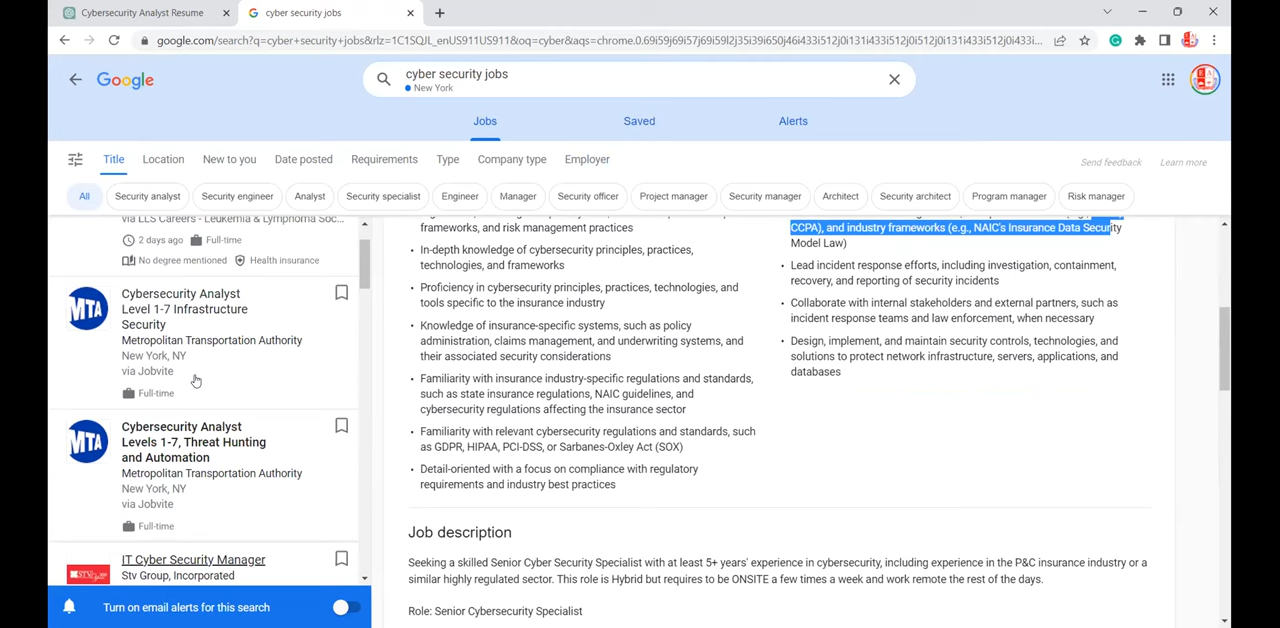 Cybersecurity Analyst Resume
cyber security jobs
google.com/search?q=cyber+security+jobs&rlz=1C1SQJL_enUS911US911&oq=cyber&aqs=chrome.0.69i59j57j69i59l2j35i39i650j46i433i512j0i131i433i512j0i512j0i131i433i512j0i433i...
Google
cyber security jobs
New York
Jobs
Saved
Alerts
Title
Location
New to you
Date posted
Requirements
Type
Company type
Employer
Send feedback
Learn more
All
Security analyst
Security engineer
Analyst
Security specialist
Engineer
Manager
Security officer
Project manager
Security manager
Architect
Security architect
Program manager
Risk manager
via LLS Careers - Leukemia & Lymphoma Soc...
2 days ago
Full-time
No degree mentioned
Health insurance
MTA
Cybersecurity Analyst
Level 1-7 Infrastructure
Security
Metropolitan Transportation Authority
New York, NY
via Jobvite
Full-time
MTA
Cybersecurity Analyst
Levels 1-7, Threat Hunting
and Automation
Metropolitan Transportation Authority
New York, NY
via Jobvite
Full-time
IT Cyber Security Manager
Stv Group, Incorporated
Turn on email alerts for this search
frameworks, and risk management practices
• In-depth knowledge of cybersecurity principles, practices,
technologies, and frameworks
• Proficiency in cybersecurity principles, practices, technologies, and
tools specific to the insurance industry
• Knowledge of insurance-specific systems, such as policy
administration, claims management, and underwriting systems, and
their associated security considerations
• Familiarity with insurance industry-specific regulations and standards,
such as state insurance regulations, NAIC guidelines, and
cybersecurity regulations affecting the insurance sector
• Familiarity with relevant cybersecurity regulations and standards, such
as GDPR, HIPAA, PCI-DSS, or Sarbanes-Oxley Act (SOX)
• Detail-oriented with a focus on compliance with regulatory
requirements and industry best practices
CCPA), and industry frameworks (e.g., NAIC's Insurance Data Security
Model Law)
• Lead incident response efforts, including investigation, containment,
recovery, and reporting of security incidents
• Collaborate with internal stakeholders and external partners, such as
incident response teams and law enforcement, when necessary
• Design, implement, and maintain security controls, technologies, and
solutions to protect network infrastructure, servers, applications, and
databases
Job description
Seeking a skilled Senior Cyber Security Specialist with at least 5+ years' experience in cybersecurity, including experience in the P&C insurance industry or a
similar highly regulated sector. This role is Hybrid but requires to be ONSITE a few times a week and work remote the rest of the days.
Role: Senior Cybersecurity Specialist